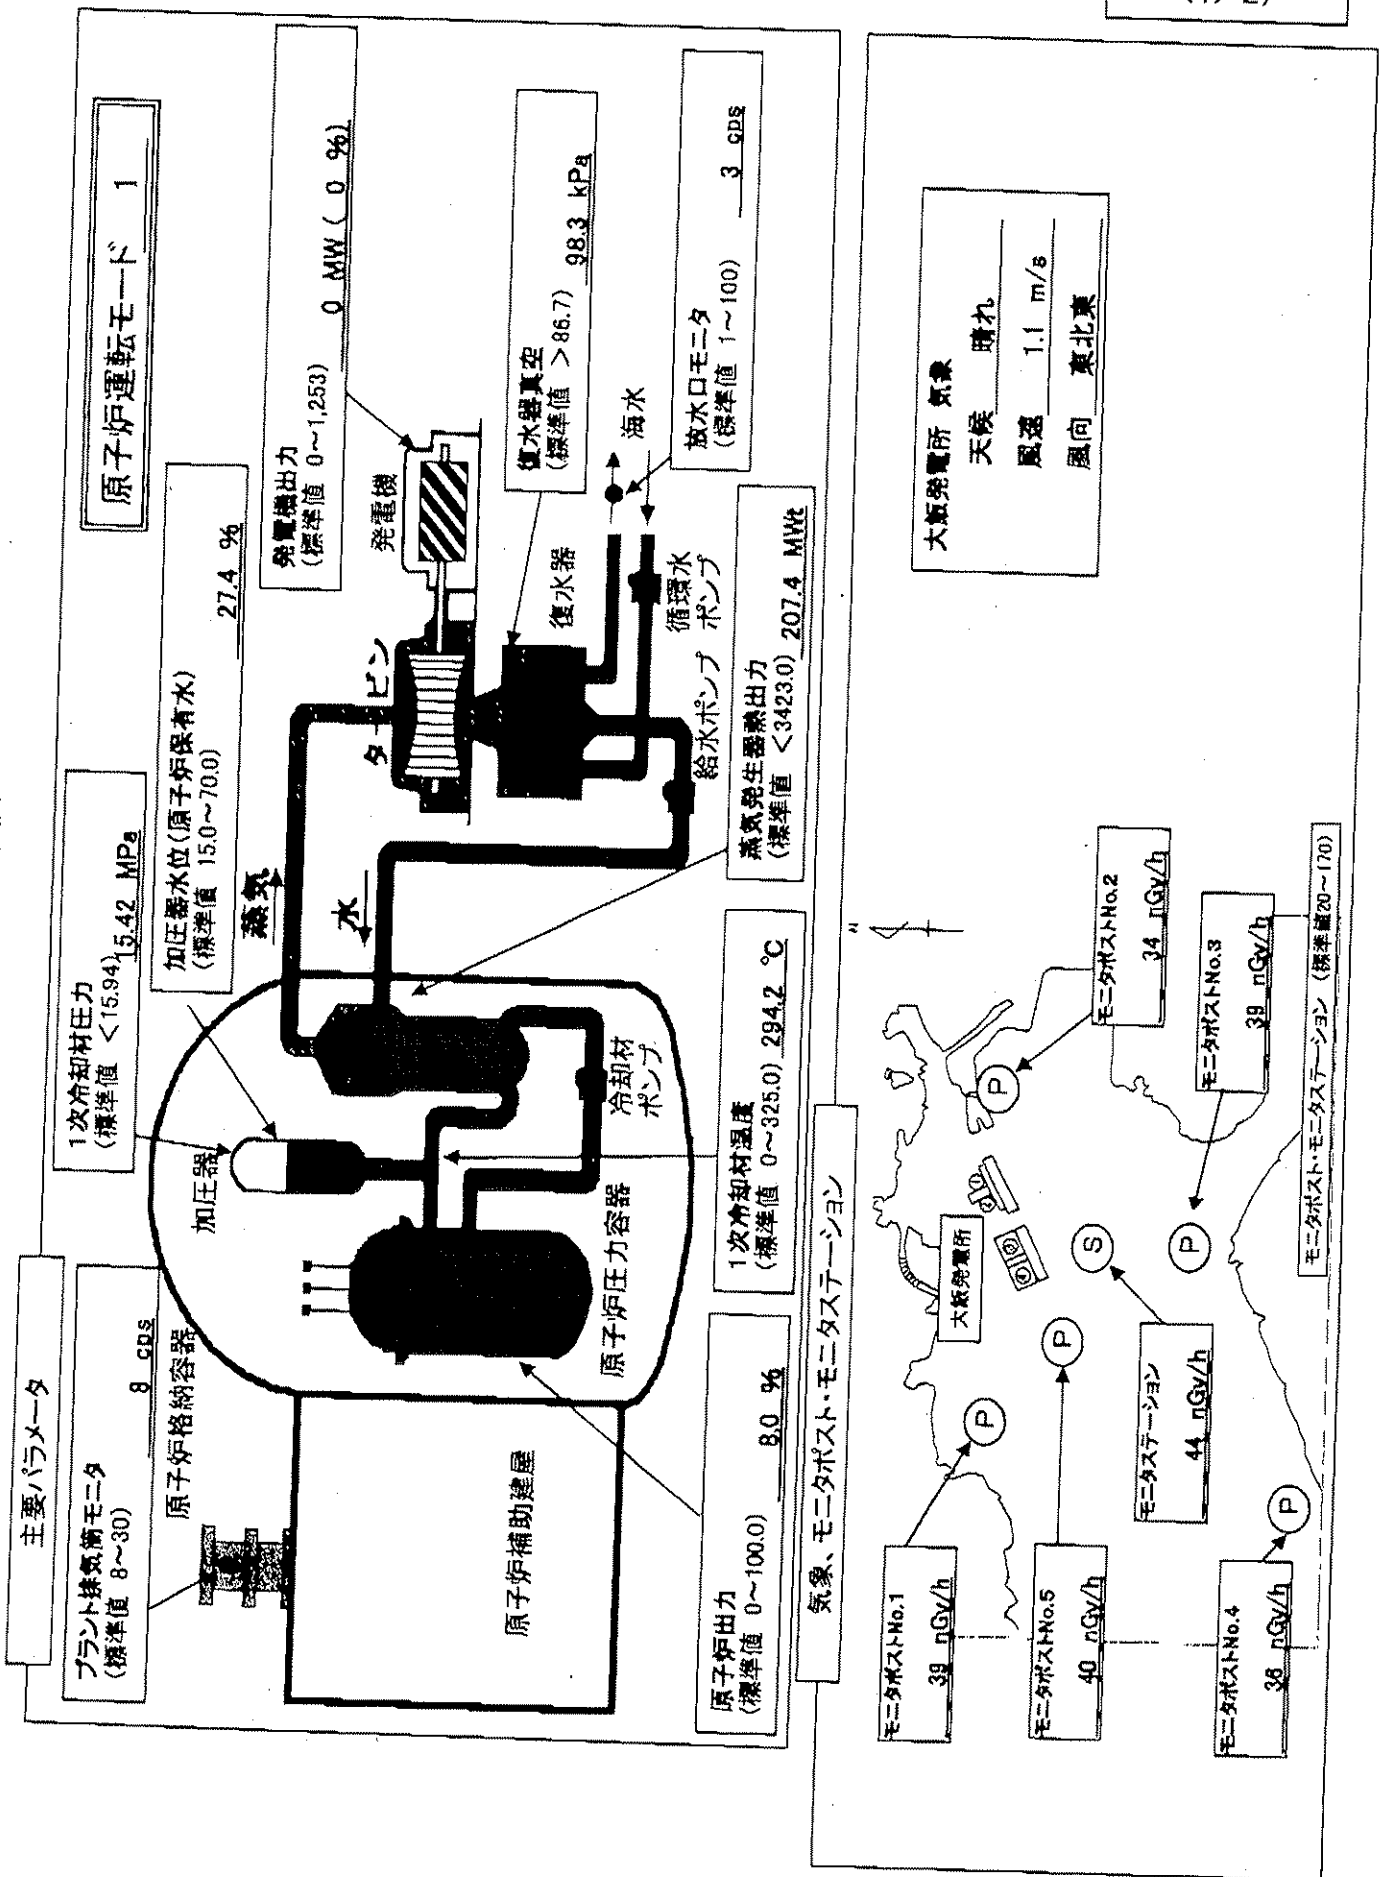 主要パラメータ
原子炉運転モード 1
プラント排気筒モニタ
(標準値 8~30) 8 cps
1次冷却材圧力
(標準値 <15.94) 15.42 MPa
加圧器水位(原子炉保有水)
(標準値 15.0~70.0) 27.4 %
発電機出力
(標準値 0~1,253) 0 MW ( 0 %)
復水器真空
(標準値 >86.7) 98.3 kPa
放水口モニタ
(標準値 1~100) 3 cps
原子炉格納容器
加圧器
蒸気
水
タービン
発電機
復水器
海水
循環水
ポンプ
給水ポンプ
冷却材
ポンプ
原子炉圧力容器
原子炉補助建屋
原子炉出力
(標準値 0~100.0) 8.0 %
1次冷却材温度
(標準値 0~325.0) 294.2 ℃
蒸気発生器熱出力
(標準値 <3423.0) 207.4 MWt
気象、モニタポスト・モニタステーション
大飯発電所 気象
天候 晴れ
風速 1.1 m/s
風向 東北東
N
大飯発電所
モニタポストNo.1
39 nGy/h
モニタポストNo.5
40 nGy/h
モニタポストNo.4
36 nGy/h
モニタステーション
44 nGy/h
モニタポストNo.2
34 nGy/h
モニタポストNo.3
39 nGy/h
P
P
P
P
P
S
モニタポスト・モニタステーション (標準値20~170)